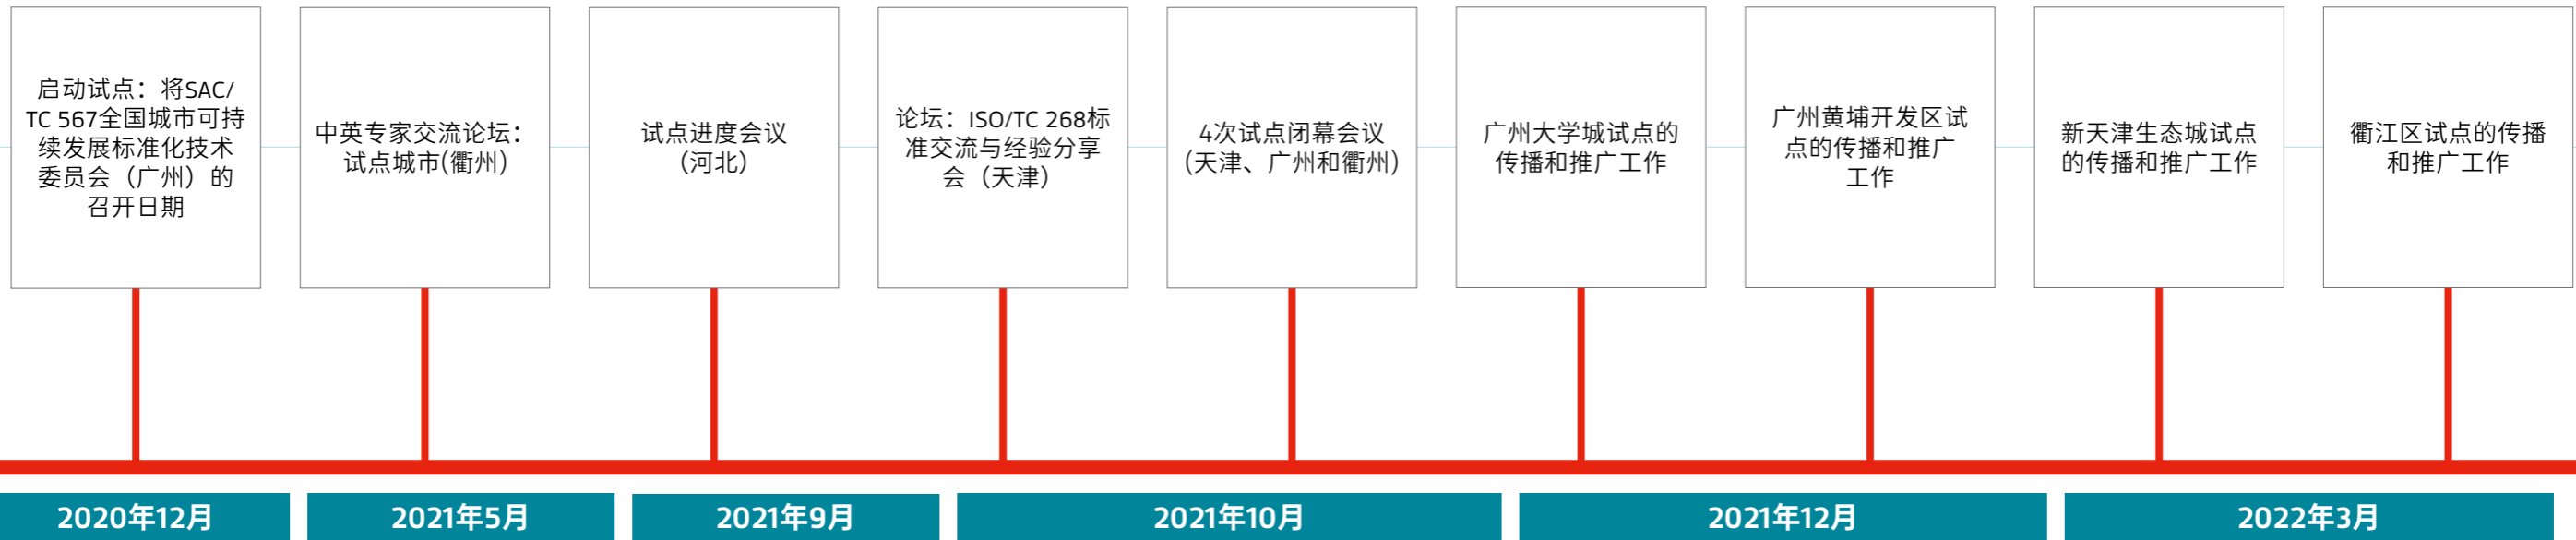 启动试点：将SAC/
TC 567全国城市可持
续发展标准化技术
委员会（广州）的
召开日期
中英专家交流论坛：
试点城市(衢州)
试点进度会议
（河北）
论坛：ISO/TC 268标
准交流与经验分享
会（天津）
4次试点闭幕会议
(天津、广州和衢州)
广州大学城试点的
传播和推广工作
广州黄埔开发区试
点的传播和推广
工作
新天津生态城试点
的传播和推广工作
衢江区试点的传播
和推广工作
2020年12月
2021年5月
2021年9月
2021年10月
2021年12月
2022年3月